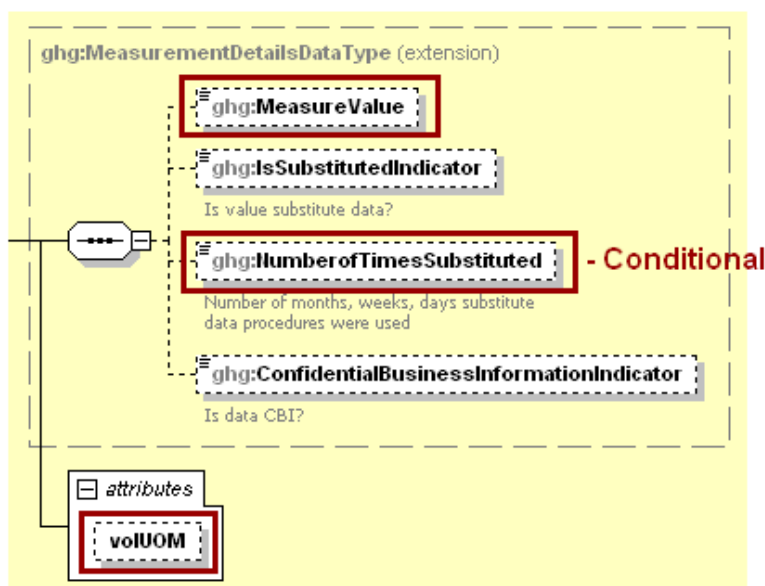 ghg:MeasurementDetailsDataType (extension)
ghg:MeasureValue
ghg:IsSubstitutedIndicator
Is value substitute data?
ghg:NumberofTimesSubstituted - Conditional
Number of months, weeks, days substitute
data procedures were used
ghg:ConfidentialBusinessInformationIndicator
Is data CBI?
attributes
volUOM